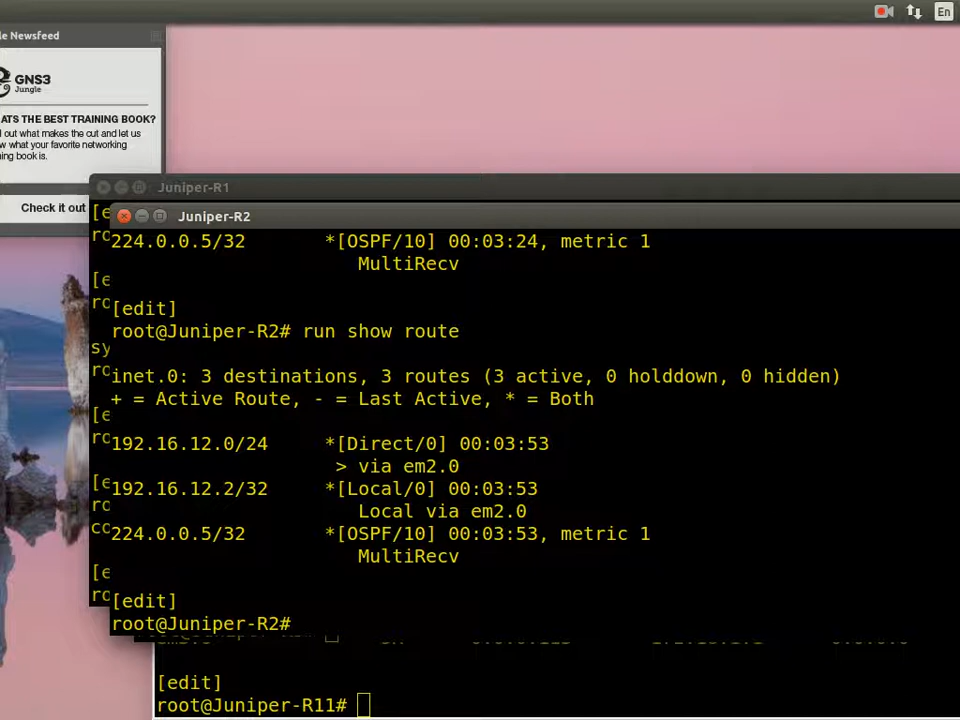 En
le Newsfeed
GNS3
Jungle
ATS THE BEST TRAINING BOOK?
out what makes the cut and let us
w what your favorite networking
ing book is.
Check it out
Juniper-R1
Juniper-R2
224.0.0.5/32 *[OSPF/10] 00:03:24, metric 1
MultiRecv
[edit]
root@Juniper-R2# run show route
inet.0: 3 destinations, 3 routes (3 active, 0 holddown, 0 hidden)
+ = Active Route, - = Last Active, * = Both
192.16.12.0/24 *[Direct/0] 00:03:53
> via em2.0
192.16.12.2/32 *[Local/0] 00:03:53
Local via em2.0
224.0.0.5/32 *[OSPF/10] 00:03:53, metric 1
MultiRecv
[edit]
root@Juniper-R2#
[edit]
root@Juniper-R11#